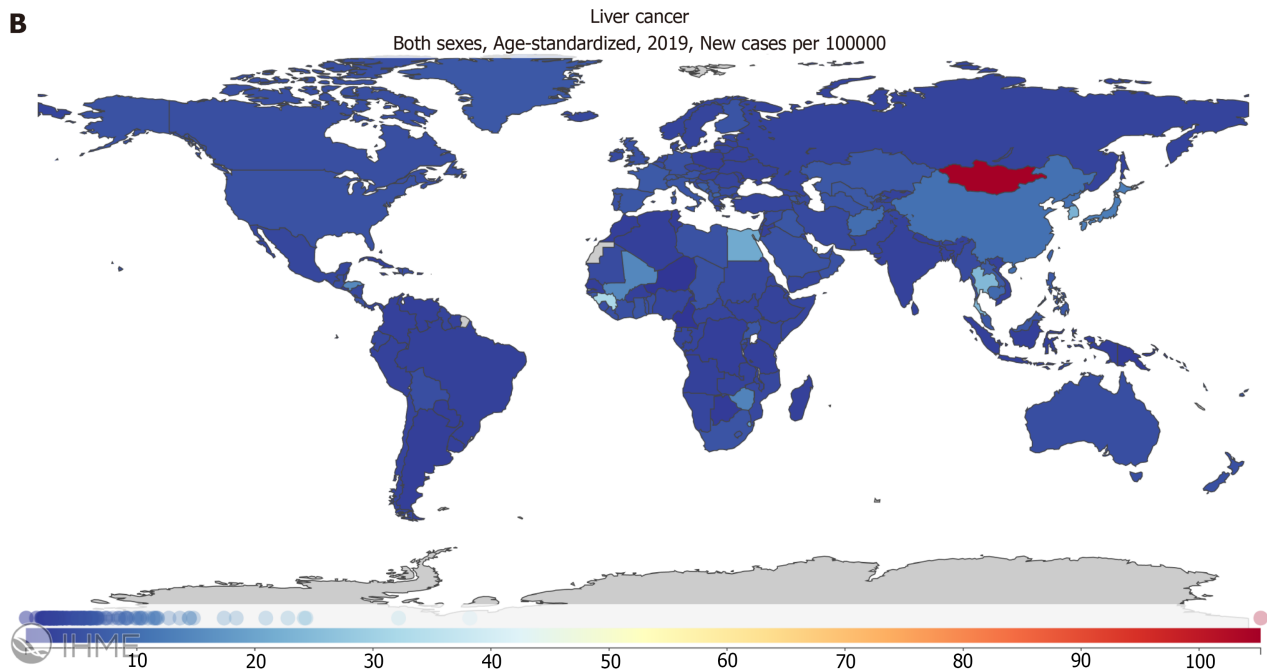 B
Liver cancer
Both sexes, Age-standardized, 2019, New cases per 100000
IHME
10 20 30 40 50 60 70 80 90 100